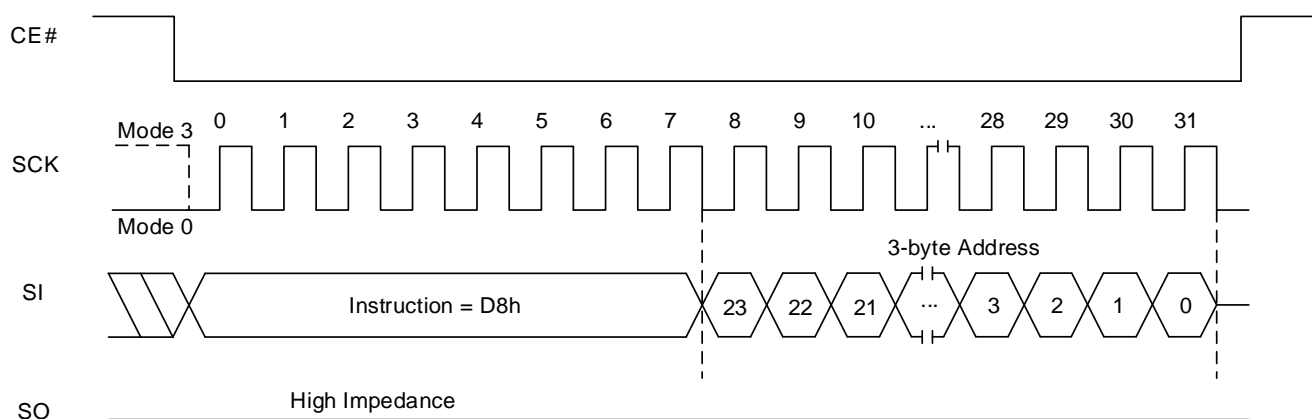 CE#
0 1 2 3 4 5 6 7 8 9 10 ... 28 29 30 31
Mode 3
SCK
Mode 0
3-byte Address
SI
Instruction = D8h
23 22 21 ... 3 2 1 0
High Impedance
SO